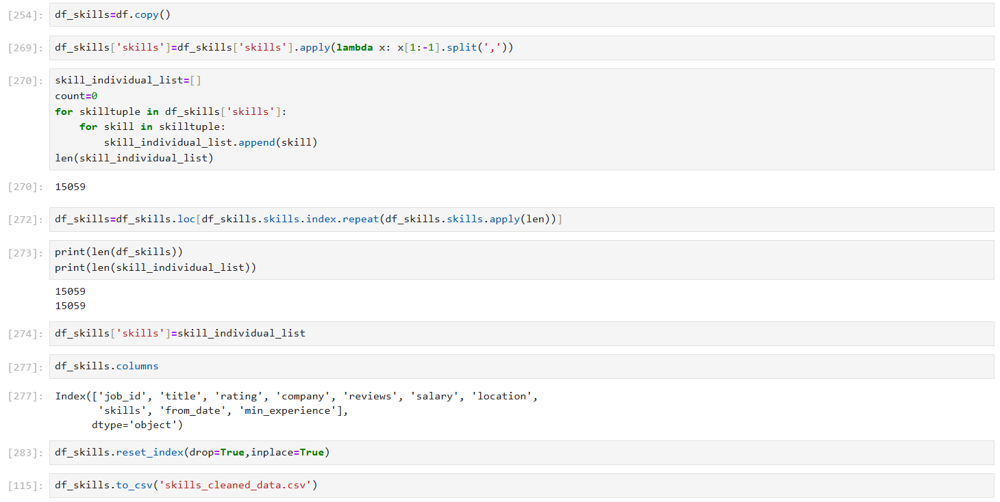 [254]: df_skills=df.copy()
[269]: df_skills['skills']=df_skills['skills'].apply(lambda x: x[1:-1].split(','))
[270]: skill_individual_list=[]
count=0
for skilltuple in df_skills['skills']:
    for skill in skilltuple:
        skill_individual_list.append(skill)
len(skill_individual_list)
[270]: 15059
[272]: df_skills=df_skills.loc[df_skills.skills.index.repeat(df_skills.skills.apply(len))]
[273]: print(len(df_skills))
print(len(skill_individual_list))
15059
15059
[274]: df_skills['skills']=skill_individual_list
[277]: df_skills.columns
[277]: Index(['job_id', 'title', 'rating', 'company', 'reviews', 'salary', 'location',
       'skills', 'from_date', 'min_experience'],
      dtype='object')
[283]: df_skills.reset_index(drop=True,inplace=True)
[115]: df_skills.to_csv('skills_cleaned_data.csv')